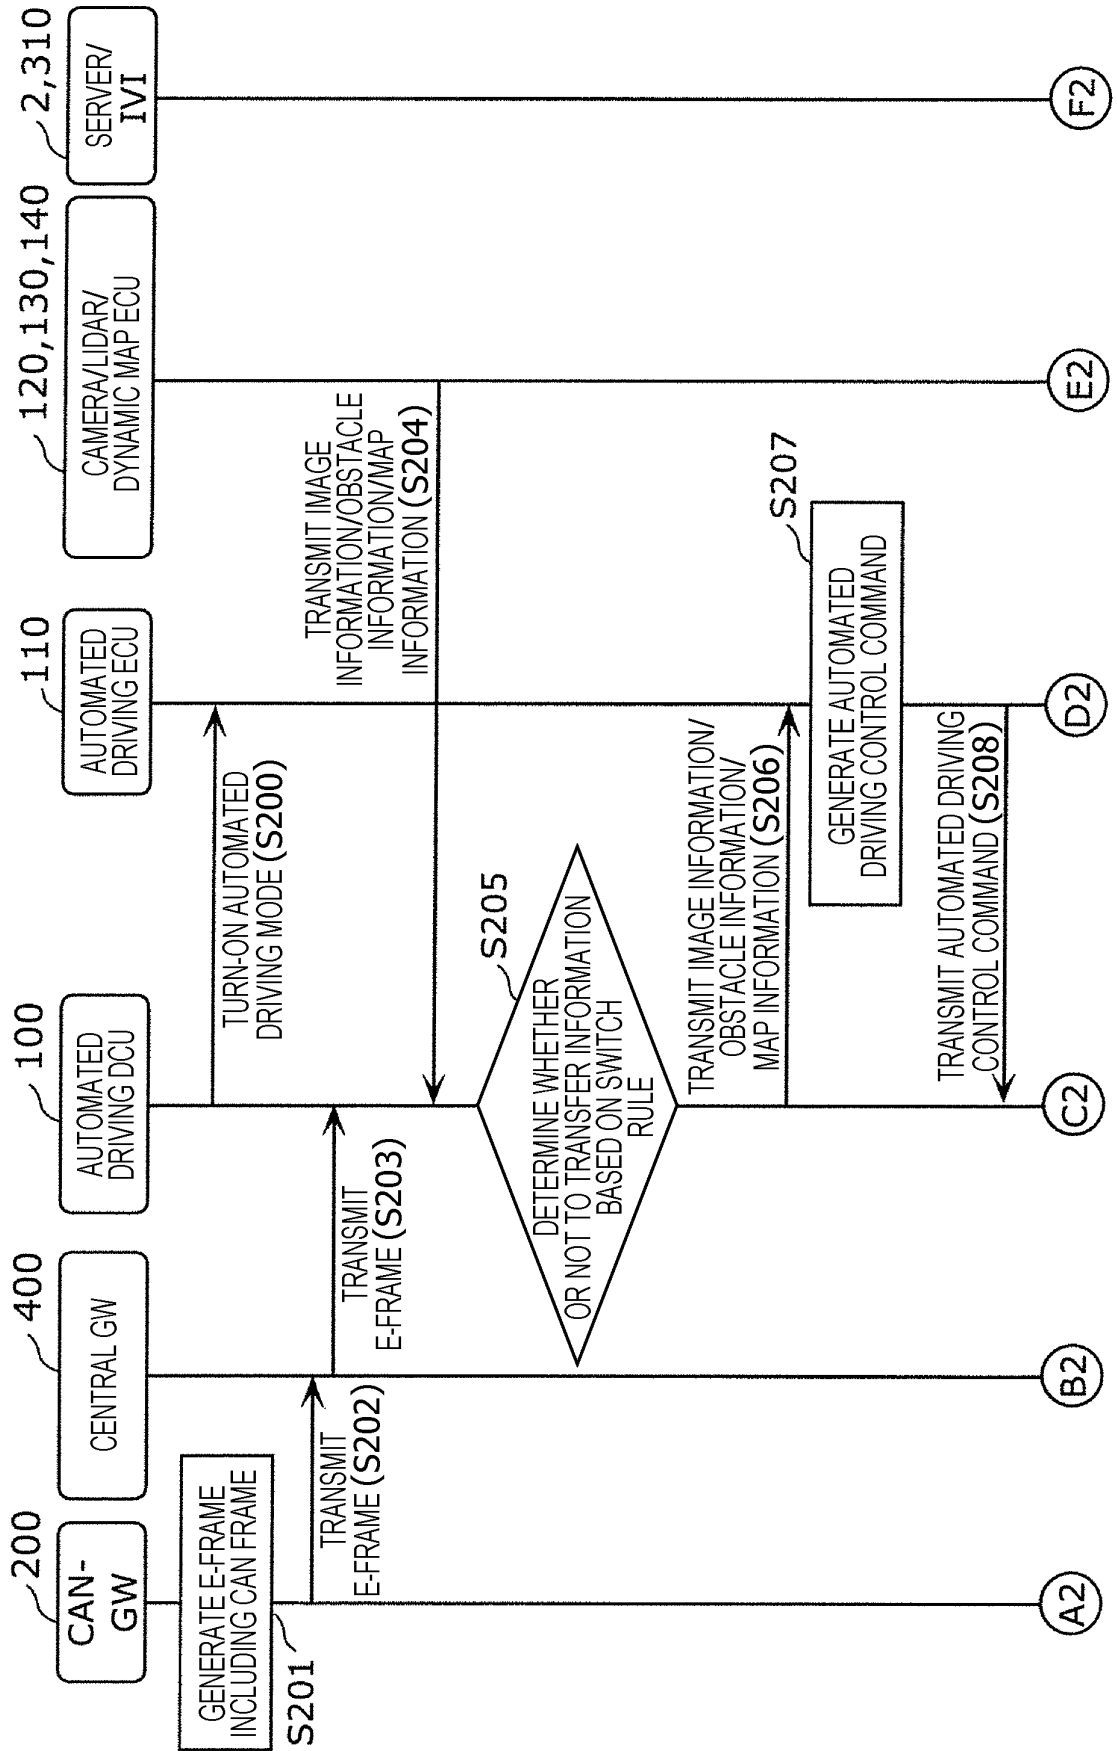 200
CAN-
GW
400
CENTRAL GW
100
AUTOMATED
DRIVING DCU
110
AUTOMATED
DRIVING ECU
120,130,140
CAMERA/LIDAR/
DYNAMIC MAP ECU
2,310
SERVER/
IVI
GENERATE E-FRAME
INCLUDING CAN FRAME
S201
TURN-ON AUTOMATED
DRIVING MODE (S200)
TRANSMIT
E-FRAME (S202)
TRANSMIT
E-FRAME (S203)
TRANSMIT IMAGE
INFORMATION/OBSTACLE
INFORMATION/MAP
INFORMATION (S204)
S205
DETERMINE WHETHER
OR NOT TO TRANSFER INFORMATION
BASED ON SWITCH
RULE
TRANSMIT IMAGE INFORMATION/
OBSTACLE INFORMATION/
MAP INFORMATION (S206)
S207
GENERATE AUTOMATED
DRIVING CONTROL COMMAND
TRANSMIT AUTOMATED DRIVING
CONTROL COMMAND (S208)
A2
B2
C2
D2
E2
F2